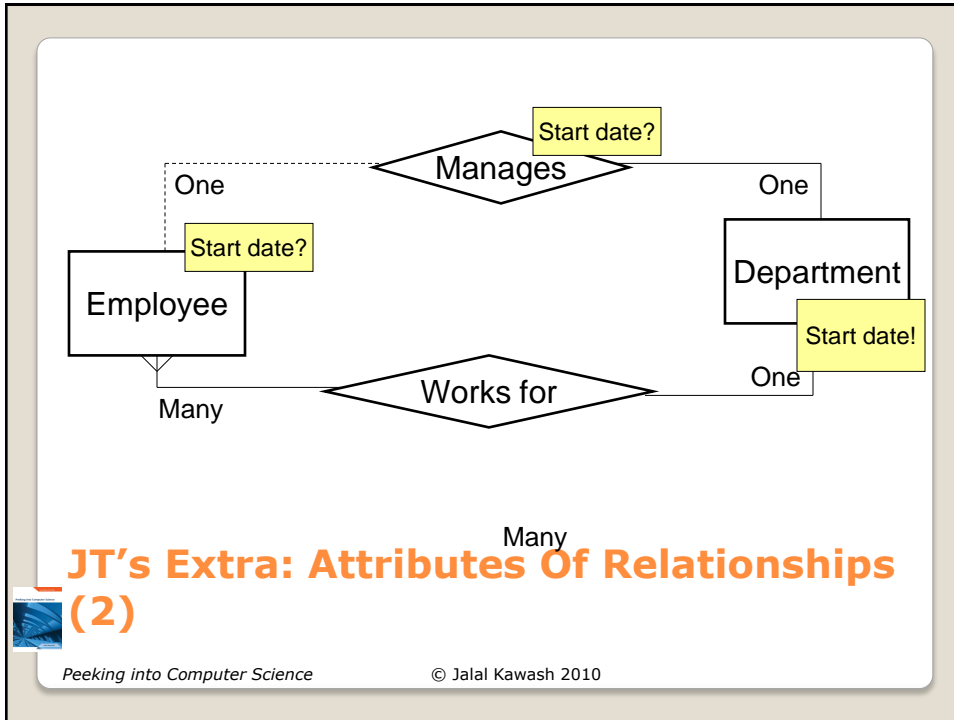 Start date?
Manages
One
One
Start date?
Department
Employee
Start date!
One
Works for
Many
Many
JT’s Extra: Attributes Of Relationships
(2)
Peeking into Computer Science
© Jalal Kawash 2010